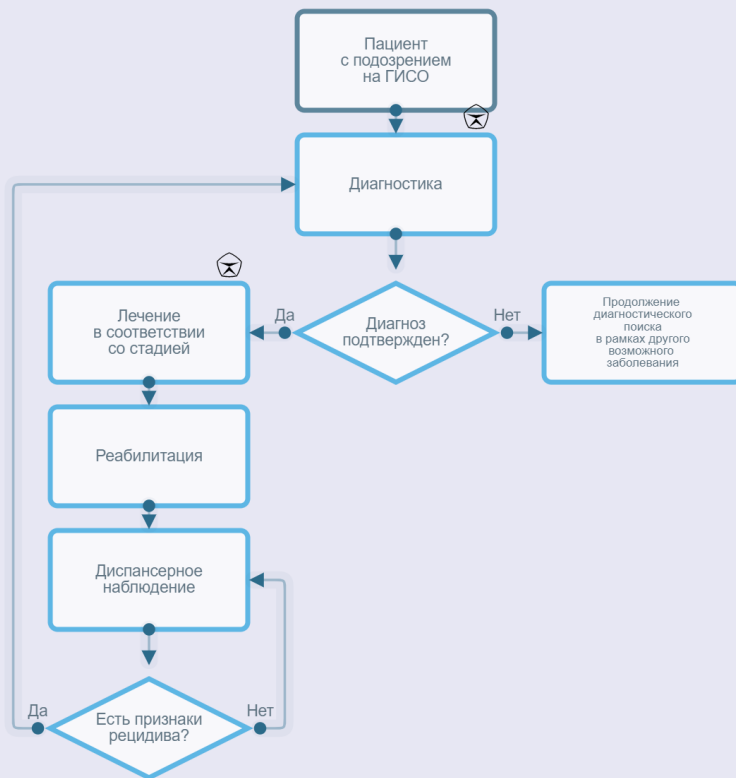 Пациент
с подозрением
на ГИСО
Диагностика
Диагноз
подтвержден?
Да
Нет
Лечение
в соответствии
со стадией
Продолжение
диагностического
поиска
в рамках другого
возможного
заболевания
Реабилитация
Диспансерное
наблюдение
Есть признаки
рецидива?
Да
Нет